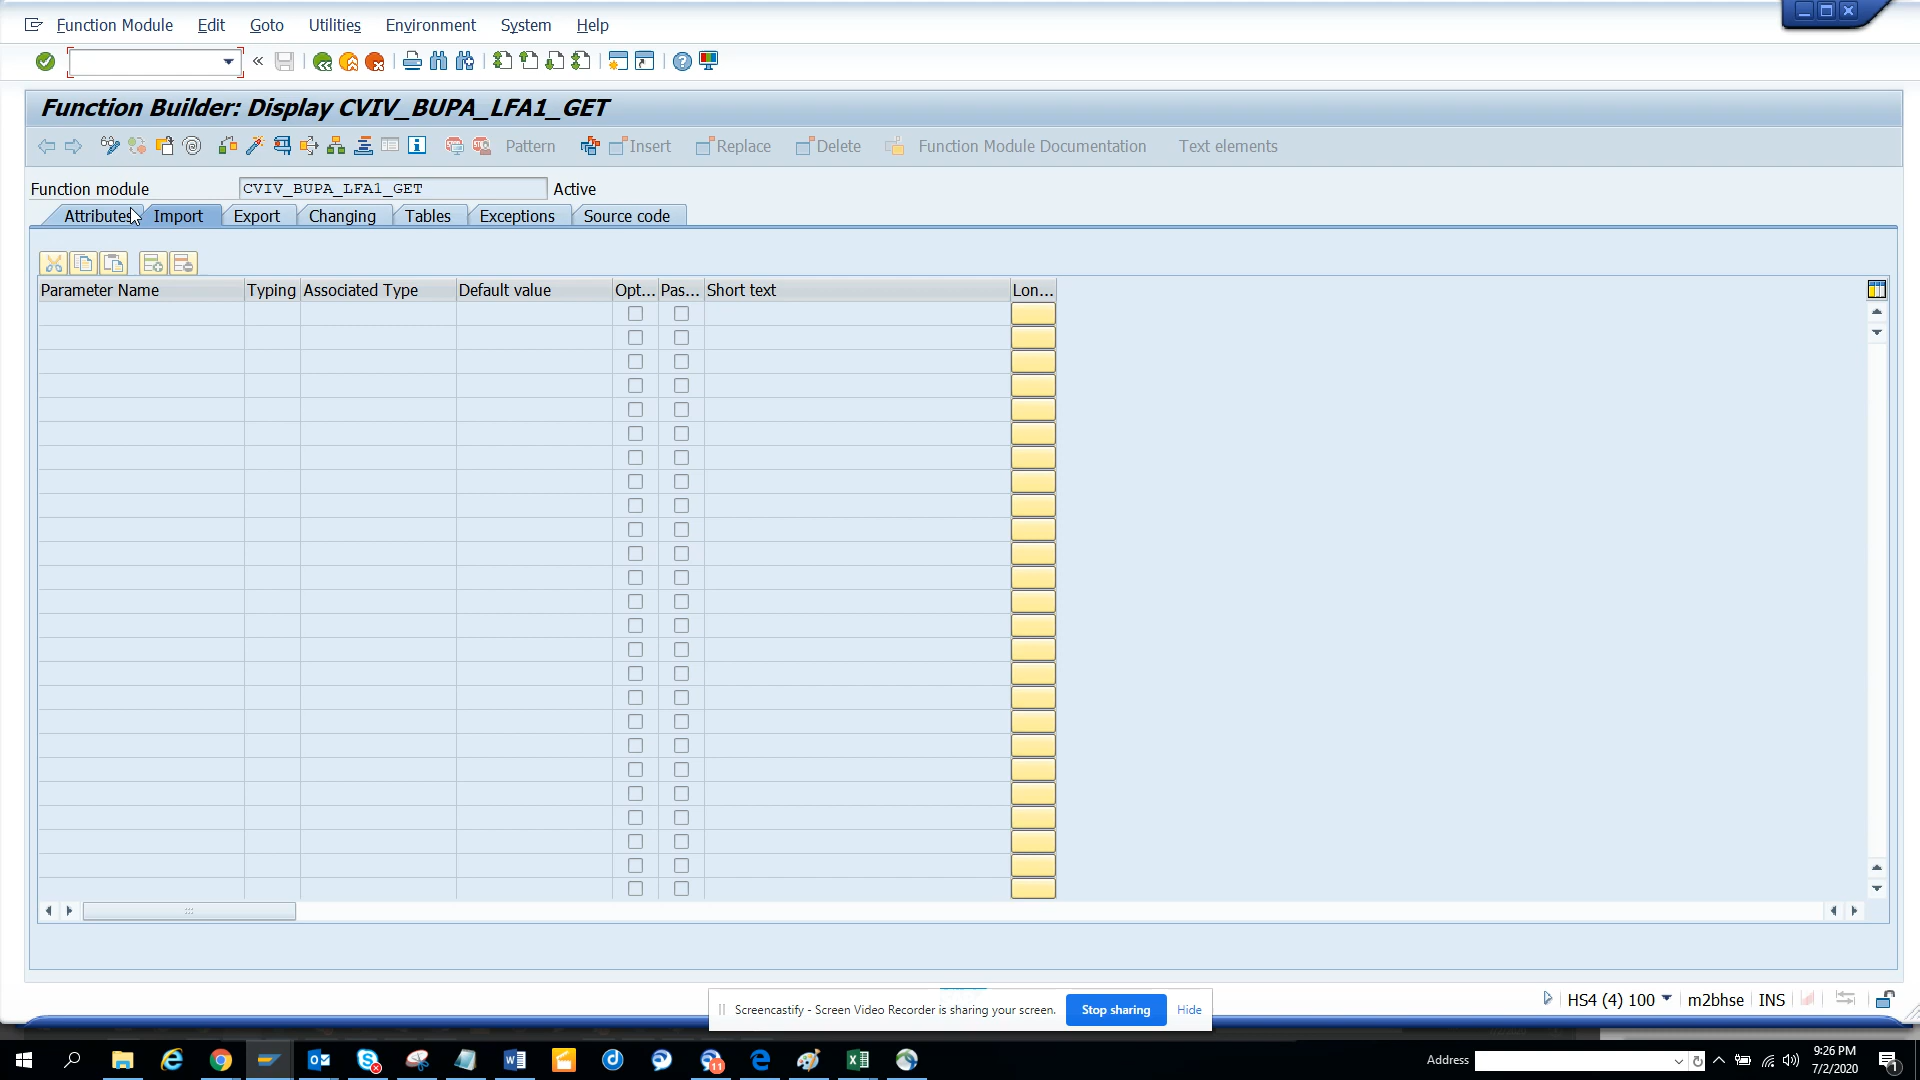 Function Module Edit Goto Utilities Environment System Help
Function Builder: Display CVIV_BUPA_LFA1_GET
Pattern Insert Replace Delete Function Module Documentation Text elements
Function module CVIV_BUPA_LFA1_GET Active
Attributes Import Export Changing Tables Exceptions Source code
Parameter Name Typing Associated Type Default value Opt... Pas... Short text Lon...
HS4 (4) 100 m2bhse INS
Screencastify - Screen Video Recorder is sharing your screen. Stop sharing Hide
Address
9:26 PM
7/2/2020
11
1